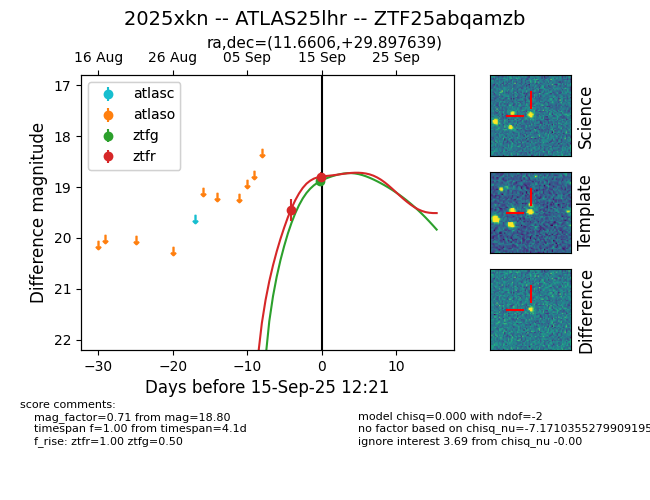 2025xkn -- ATLAS25lhr -- ZTF25abqamzb
ra,dec=(11.6606,+29.897639)
16 Aug 26 Aug 05 Sep 15 Sep 25 Sep
atlasc
atlaso
ztfg
ztfr
17
18
19
20
21
22
Difference magnitude
−30 −20 −10 0 10
Days before 15-Sep-25 12:21
Science
Template
Difference
score comments:
mag_factor=0.71 from mag=18.80
timespan f=1.00 from timespan=4.1d
f_rise: ztfr=1.00 ztfg=0.50
model chisq=0.000 with ndof=-2
no factor based on chisq_nu=-7.1710355279909195
ignore interest 3.69 from chisq_nu -0.00